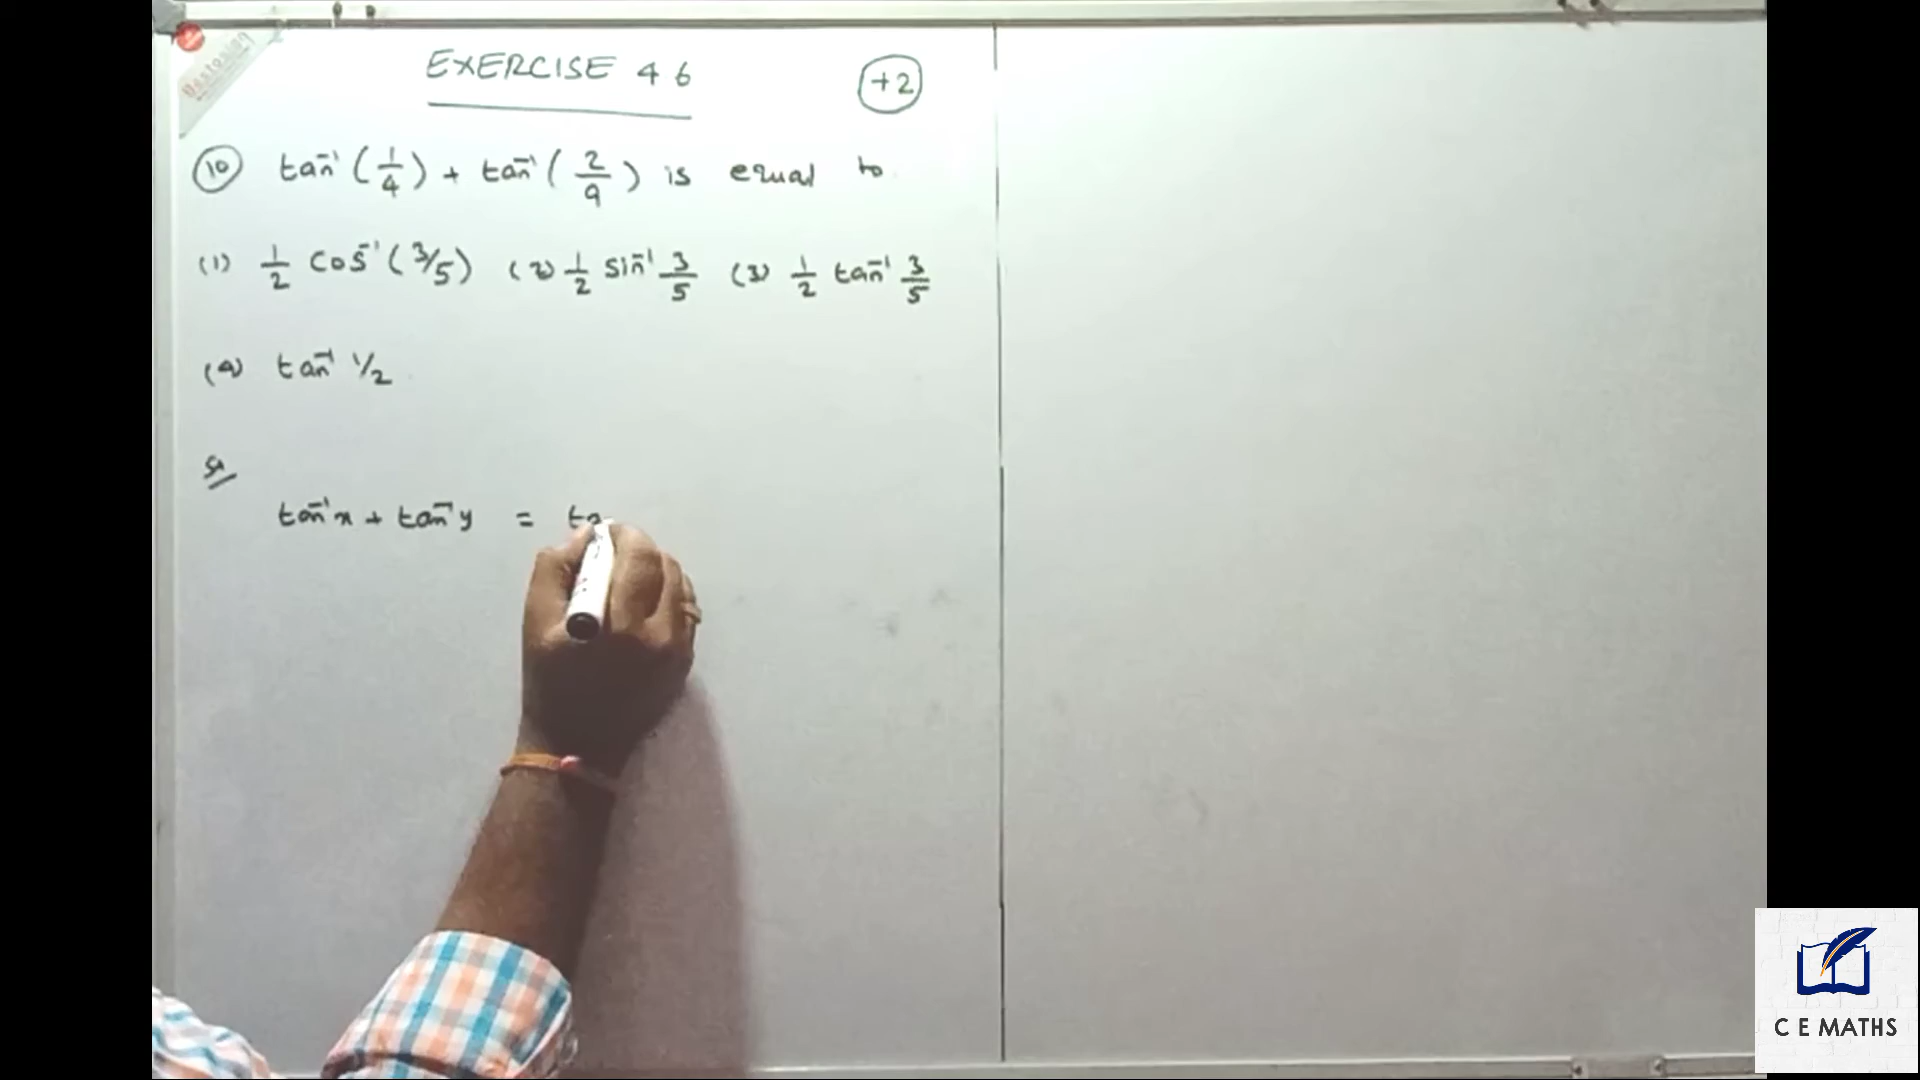 EXERCISE 4 6
+2
10 tan⁻¹(1/4) + tan⁻¹(2/9) is equal to
(1) 1/2 cos⁻¹(3/5) (2) 1/2 sin⁻¹ 3/5 (3) 1/2 tan⁻¹ 3/5
(4) tan⁻¹ 1/2
tan⁻¹x + tan⁻¹y = ta
C E MATHS